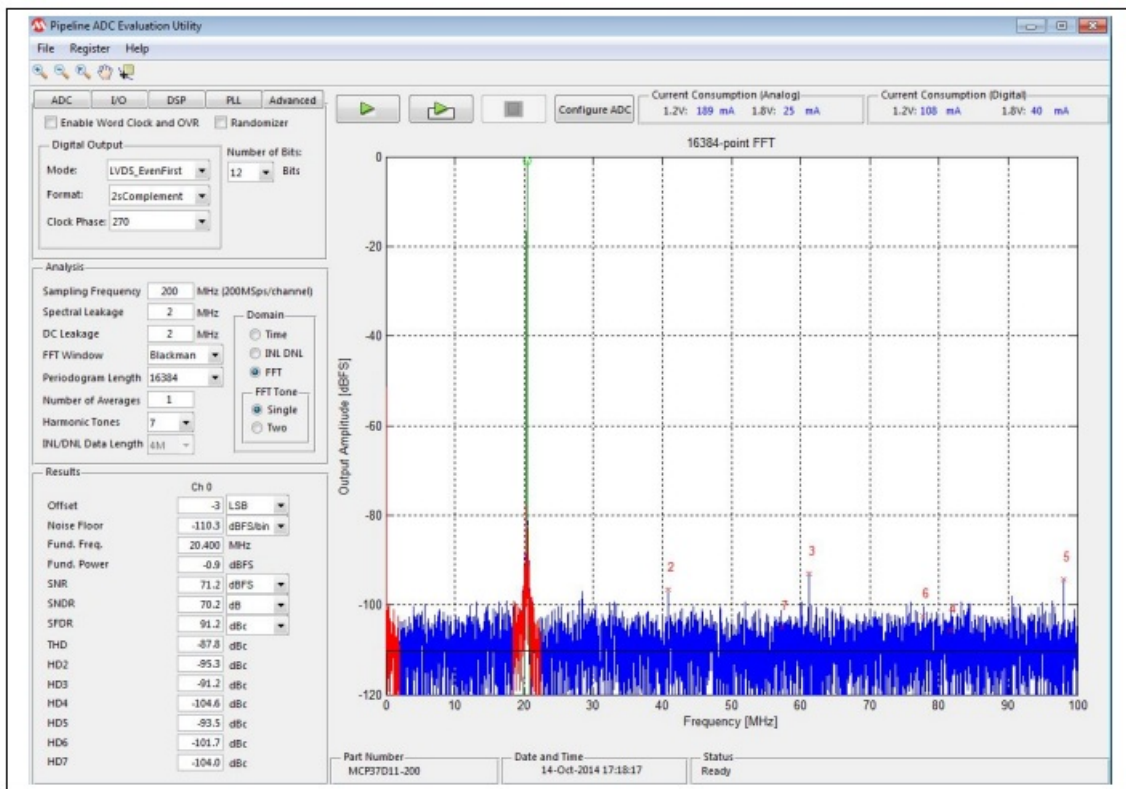 Pipeline ADC Evaluation Utility
File Register Help
ADC I/O DSP PLL Advanced
Enable Word Clock and OVR Randomizer
Digital Output
Number of Bits:
Mode: LVDS_EvenFirst 12 Bits
Format: 2sComplement
Clock Phase: 270
Configure ADC
Current Consumption (Analog)
1.2V: 189 mA 1.8V: 25 mA
Current Consumption (Digital)
1.2V: 108 mA 1.8V: 40 mA
Analysis
Sampling Frequency 200 MHz (200MSps/channel)
Spectral Leakage 2 MHz
DC Leakage 2 MHz
FFT Window Blackman
Periodogram Length 16384
Number of Averages 1
Harmonic Tones 7
INL/DNL Data Length 4M
Domain
Time
INL DNL
FFT
FFT Tone
Single
Two
Results
Ch 0
Offset -3 LSB
Noise Floor -110.3 dBFS/bin
Fund. Freq. 20.400 MHz
Fund. Power -0.9 dBFS
SNR 71.2 dBFS
SNDR 70.2 dB
SFDR 91.2 dBc
THD -87.8 dBc
HD2 -95.3 dBc
HD3 -91.2 dBc
HD4 -104.6 dBc
HD5 -93.5 dBc
HD6 -101.7 dBc
HD7 -104.0 dBc
16384-point FFT
Output Amplitude [dBFS]
0
-20
-40
-60
-80
-100
-120
2
7
3
6
4
5
0 10 20 30 40 50 60 70 80 90 100
Frequency [MHz]
Part Number
MCP37D11-200
Date and Time
14-Oct-2014 17:18:17
Status
Ready